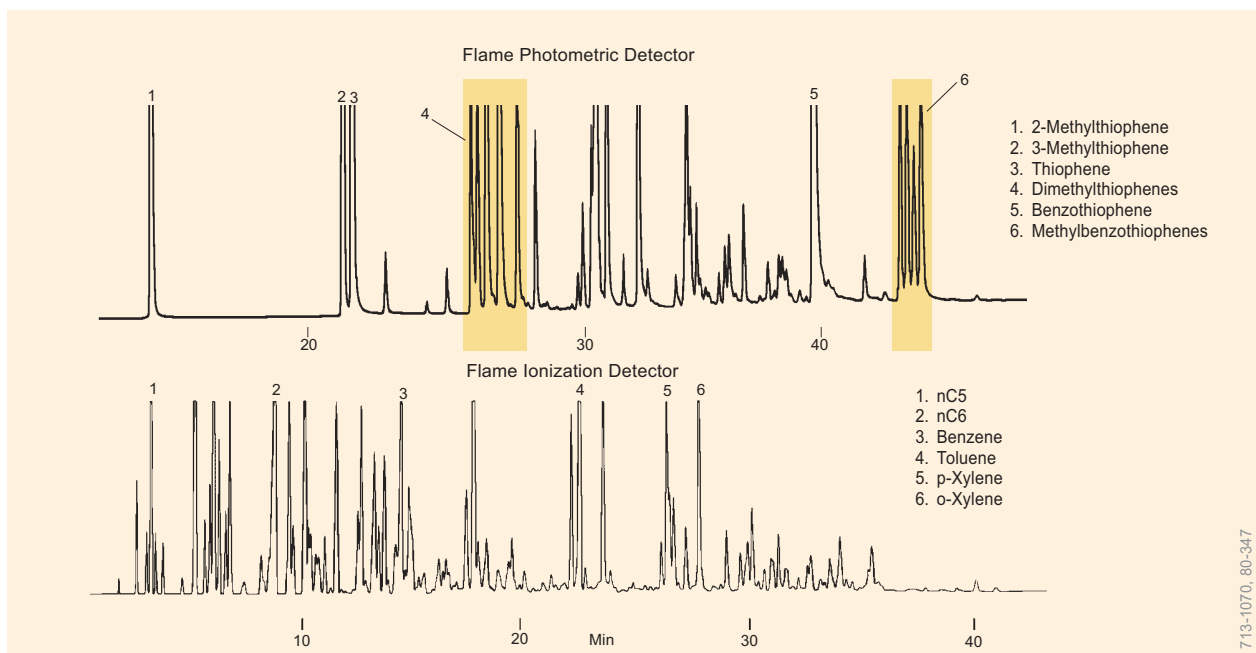 Flame Photometric Detector
1
2 3
4
5
6
1. 2-Methylthiophene
2. 3-Methylthiophene
3. Thiophene
4. Dimethylthiophenes
5. Benzothiophene
6. Methylbenzothiophenes
20
30
40
Flame Ionization Detector
1
2
3
4
5
6
1. nC5
2. nC6
3. Benzene
4. Toluene
5. p-Xylene
6. o-Xylene
10
20
Min
30
40
713-1070, 80-347